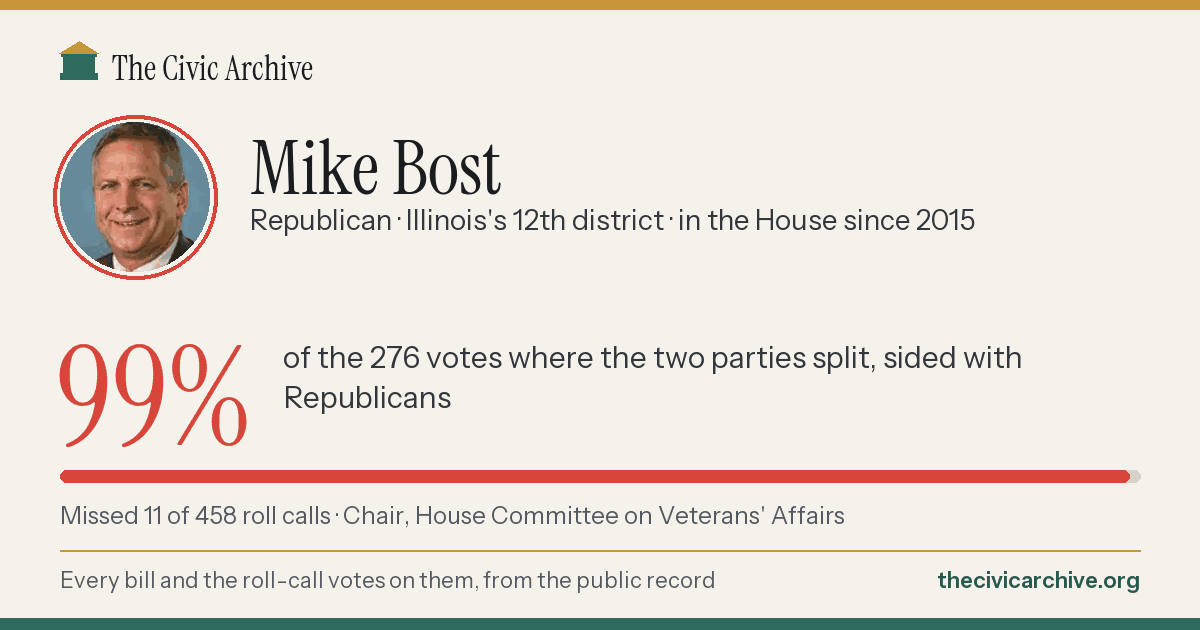 The Civic Archive
Mike Bost
Republican · Illinois's 12th district · in the House since 2015
99%
of the 276 votes where the two parties split, sided with
Republicans
Missed 11 of 458 roll calls · Chair, House Committee on Veterans' Affairs
Every bill and the roll-call votes on them, from the public record
thecivicarchive.org